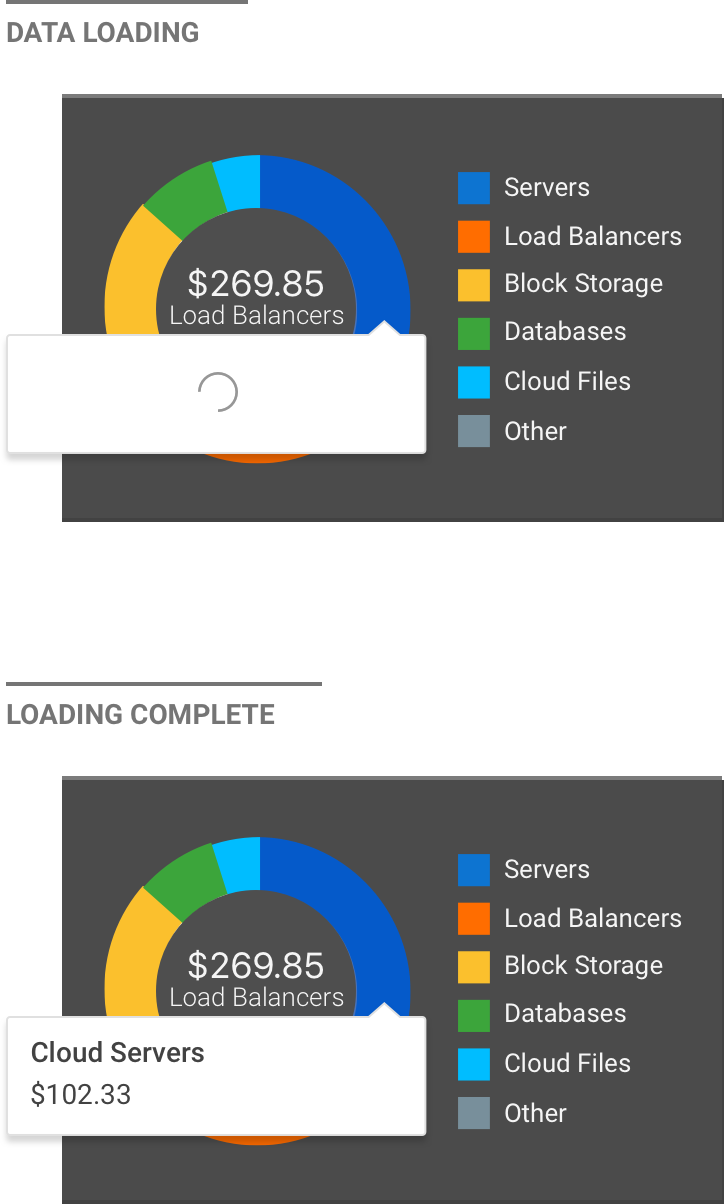 DATA LOADING
$269.85
Load Balancers
Servers
Load Balancers
Block Storage
Databases
Cloud Files
Other
LOADING COMPLETE
$269.85
Load Balancers
Cloud Servers
$102.33
Servers
Load Balancers
Block Storage
Databases
Cloud Files
Other